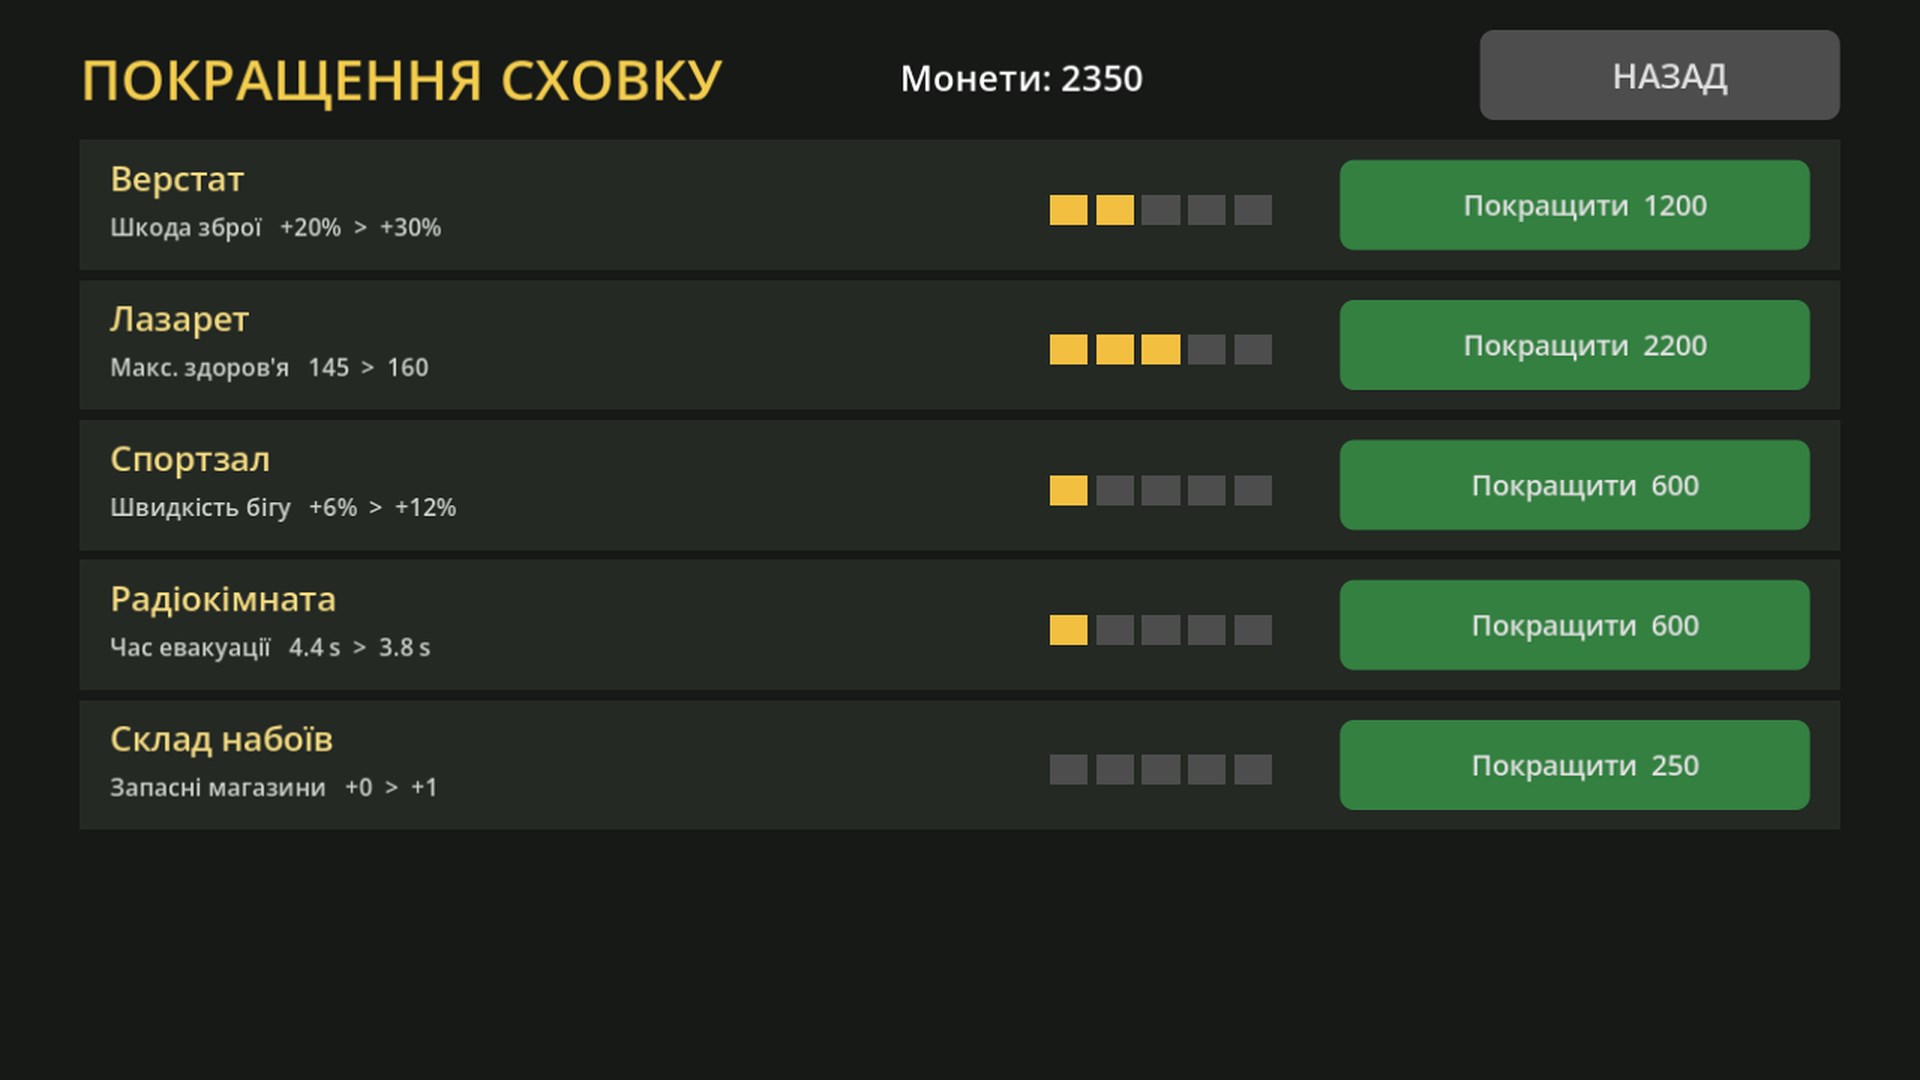 ПОКРАЩЕННЯ СХОВКУ
Монети: 2350
НАЗАД
Верстат
Шкода зброї +20% > +30%
Покращити 1200
Лазарет
Макс. здоров'я 145 > 160
Покращити 2200
Спортзал
Швидкість бігу +6% > +12%
Покращити 600
Радіокімната
Час евакуації 4.4 s > 3.8 s
Покращити 600
Склад набоїв
Запасні магазини +0 > +1
Покращити 250